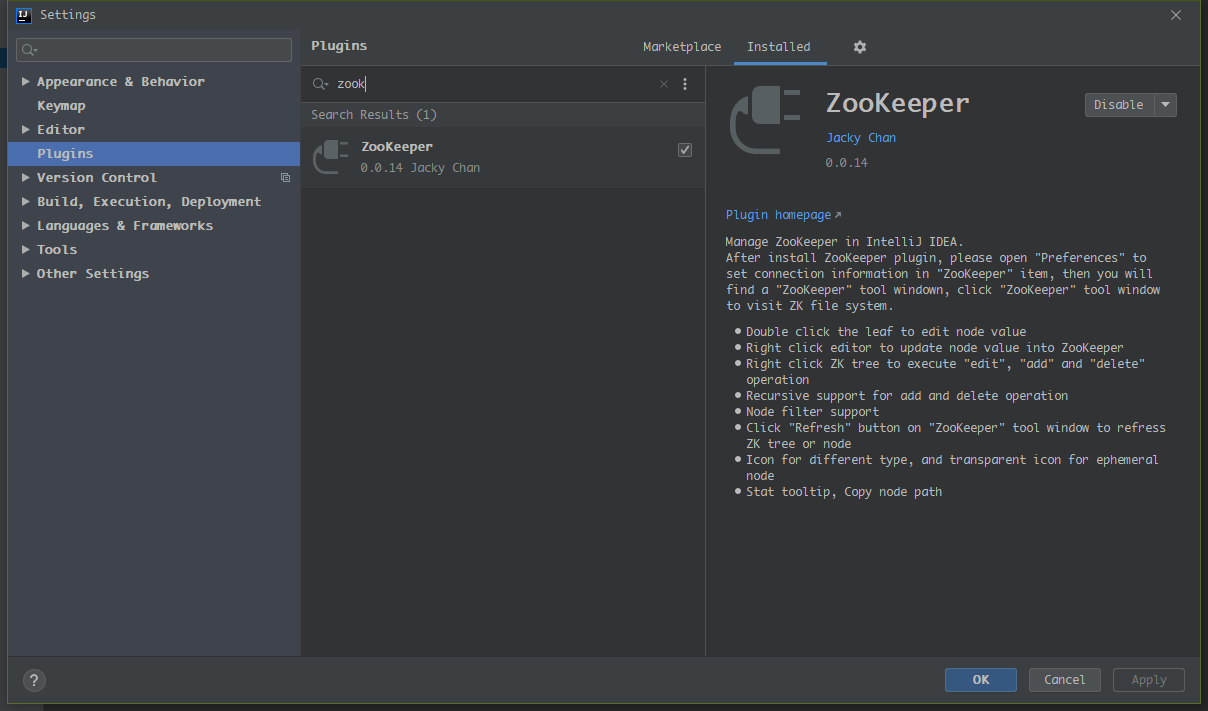 IJ Settings
Appearance & Behavior
Keymap
Editor
Plugins
Version Control
Build, Execution, Deployment
Languages & Frameworks
Tools
Other Settings
Plugins
Marketplace
Installed
zook
Search Results (1)
ZooKeeper
0.0.14 Jacky Chan
ZooKeeper
Jacky Chan
0.0.14
Disable
Plugin homepage
Manage ZooKeeper in IntelliJ IDEA.
After install ZooKeeper plugin, please open "Preferences" to
set connection information in "ZooKeeper" item, then you will
find a "ZooKeeper" tool windown, click "ZooKeeper" tool window
to visit ZK file system.
Double click the leaf to edit node value
Right click editor to update node value into ZooKeeper
Right click ZK tree to execute "edit", "add" and "delete"
operation
Recursive support for add and delete operation
Node filter support
Click "Refresh" button on "ZooKeeper" tool window to refress
ZK tree or node
Icon for different type, and transparent icon for ephemeral
node
Stat tooltip, Copy node path
?
OK
Cancel
Apply